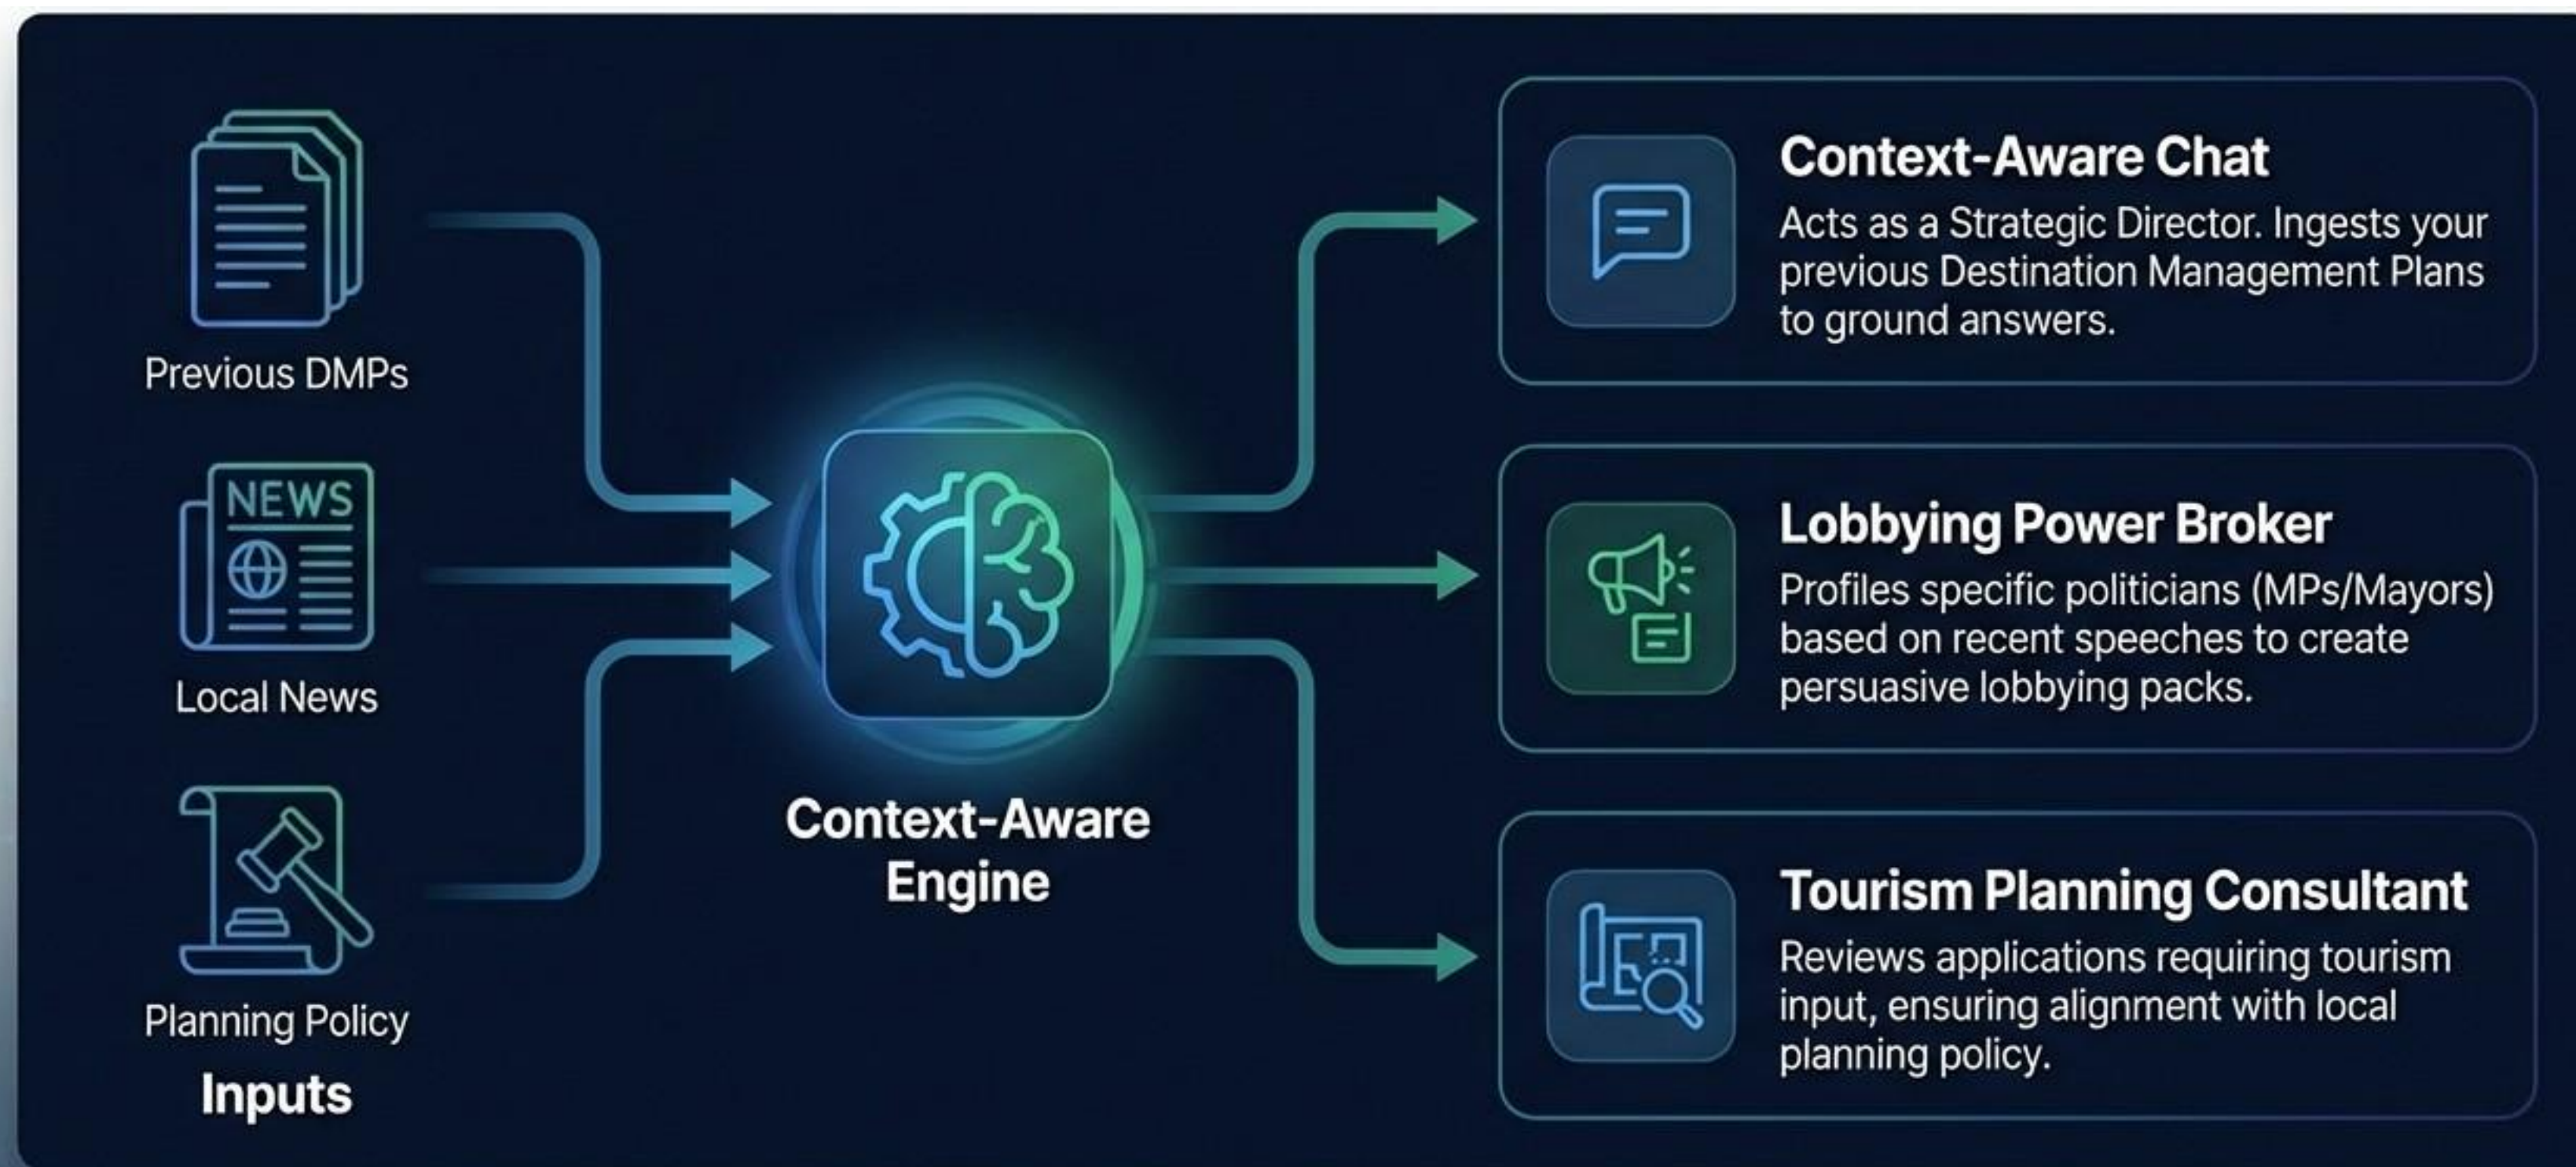 Previous DMPs
NEWS
Local News
Planning Policy
Inputs
Context-Aware
Engine
Context-Aware Chat
Acts as a Strategic Director. Ingests your
previous Destination Management Plans
to ground answers.
Lobbying Power Broker
Profiles specific politicians (MPs/Mayors)
based on recent speeches to create
persuasive lobbying packs.
Tourism Planning Consultant
Reviews applications requiring tourism
input, ensuring alignment with local
planning policy.